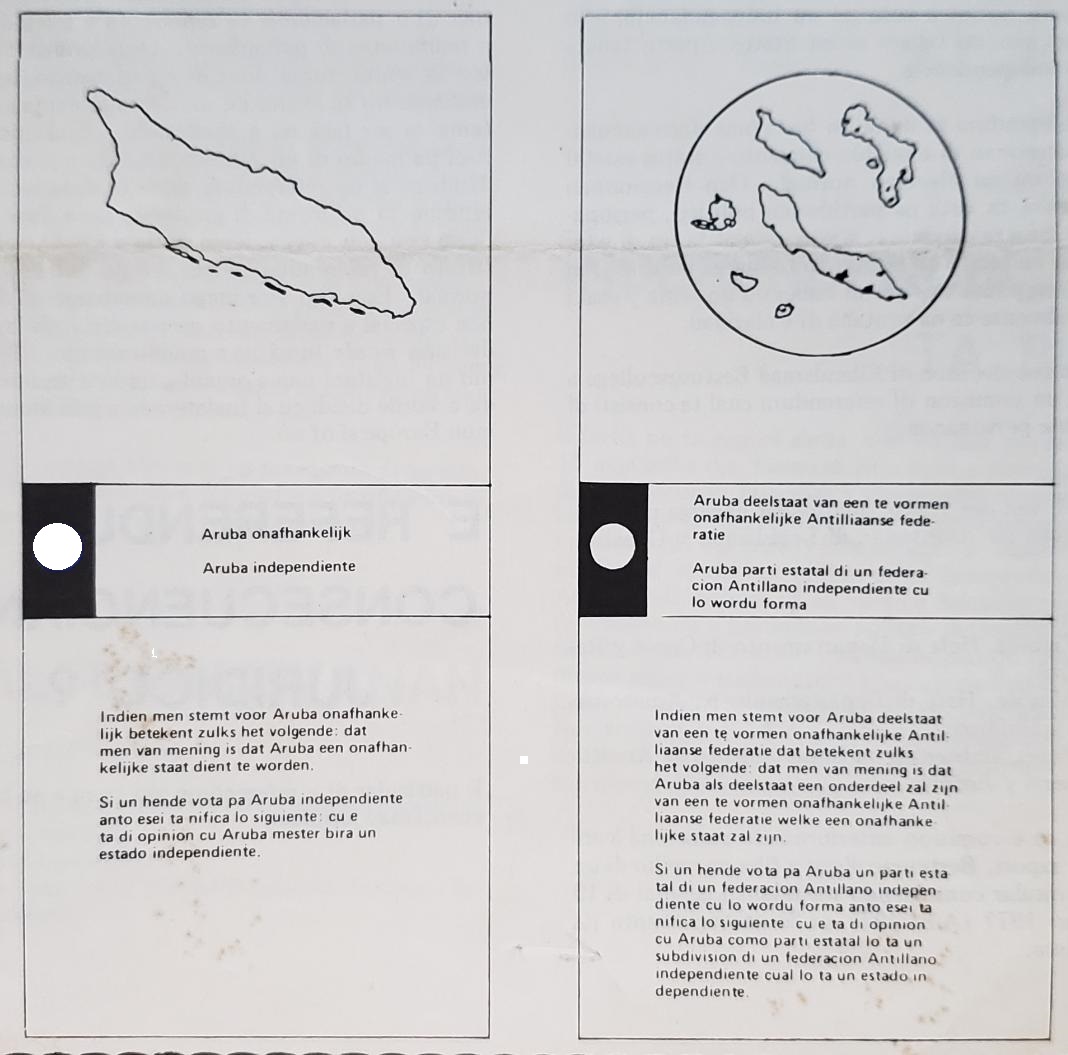 Aruba onafhankelijk
Aruba independiente
Indien men stemt voor Aruba onafhanke-
lijk betekent zulks het volgende: dat
men van mening is dat Aruba een onafhan-
kelijke staat dient te worden.
Si un hende vota pa Aruba independiente
anto esei ta nifica lo siguiente: cu e
ta di opinion cu Aruba mester bira un
estado independiente.
Aruba deelstaat van een te vormen
onafhankelijke Antilliaanse fede-
ratie
Aruba parti estatal di un federa-
cion Antillano independiente cu
lo wordu forma
Indien men stemt voor Aruba deelstaat
van een te vormen onafhankelijke Antil-
liaanse federatie dat betekent zulks
het volgende: dat men van mening is dat
Aruba als deelstaat een onderdeel zal zijn
van een te vormen onafhankelijke Antil-
liaanse federatie welke een onafhanke-
lijke staat zal zijn.
Si un hende vota pa Aruba un parti esta
tal di un federacion Antillano indepen
diente cu lo wordu forma anto esei ta
nifica lo siguiente cu e ta di opinion
cu Aruba como parti estatal lo ta un
subdivision di un federacion Antillano
independiente cual lo ta un estado in
dependiente.